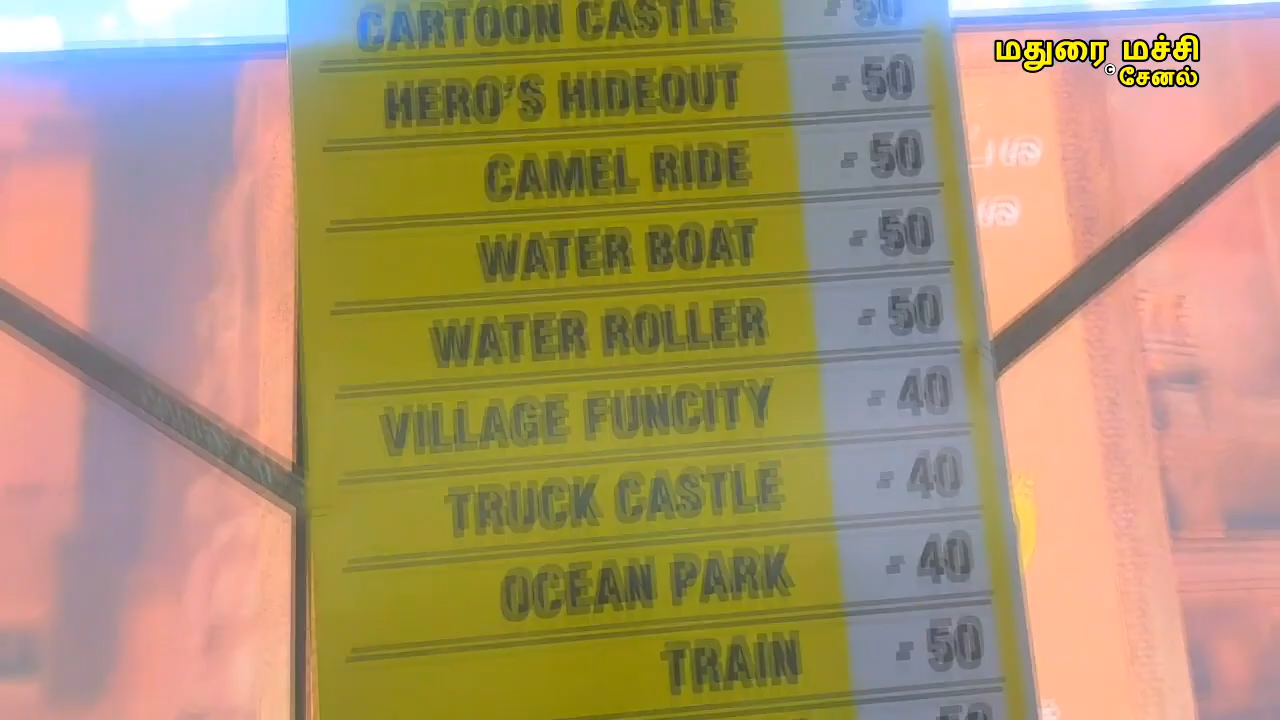 CARTOON CASTLE - 50
HERO'S HIDEOUT - 50
CAMEL RIDE - 50
WATER BOAT - 50
WATER ROLLER - 50
VILLAGE FUNCITY - 40
TRUCK CASTLE - 40
OCEAN PARK - 40
TRAIN - 50
மதுரை மச்சி
© சேனல்